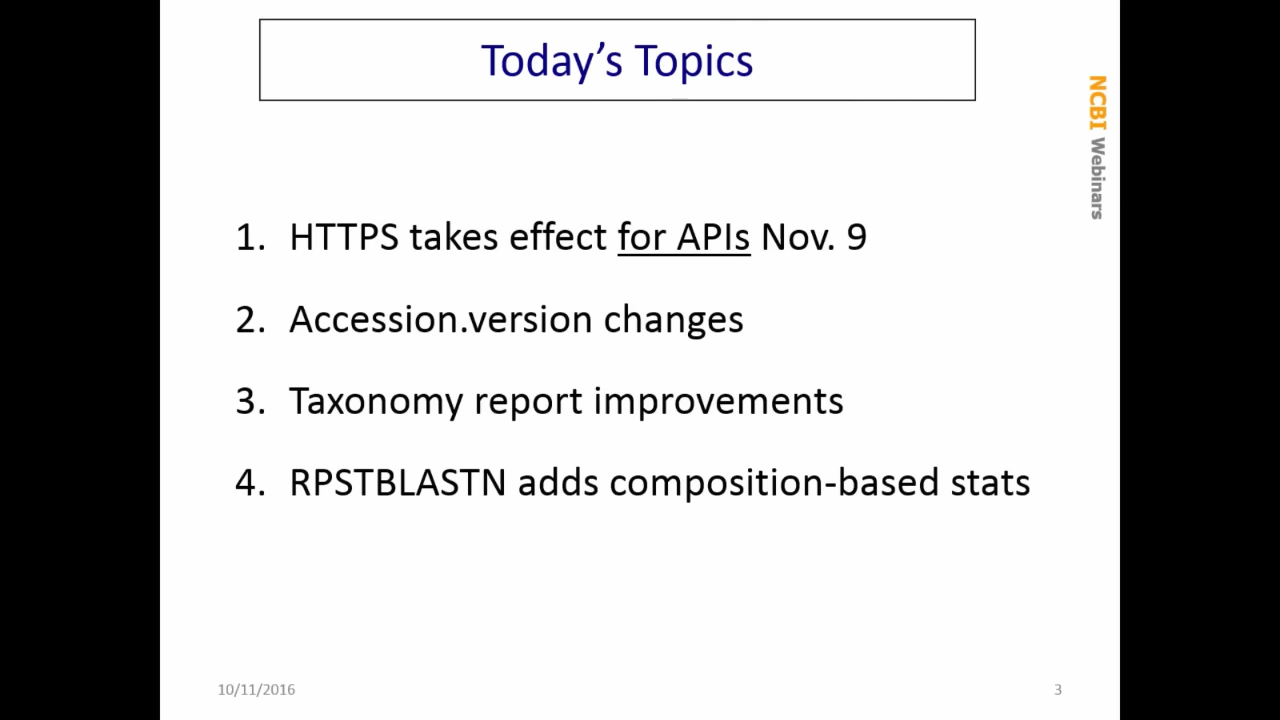 Today’s Topics
NCBI Webinars
1. HTTPS takes effect for APIs Nov. 9
2. Accession.version changes
3. Taxonomy report improvements
4. RPSTBLASTN adds composition-based stats
10/11/2016
3